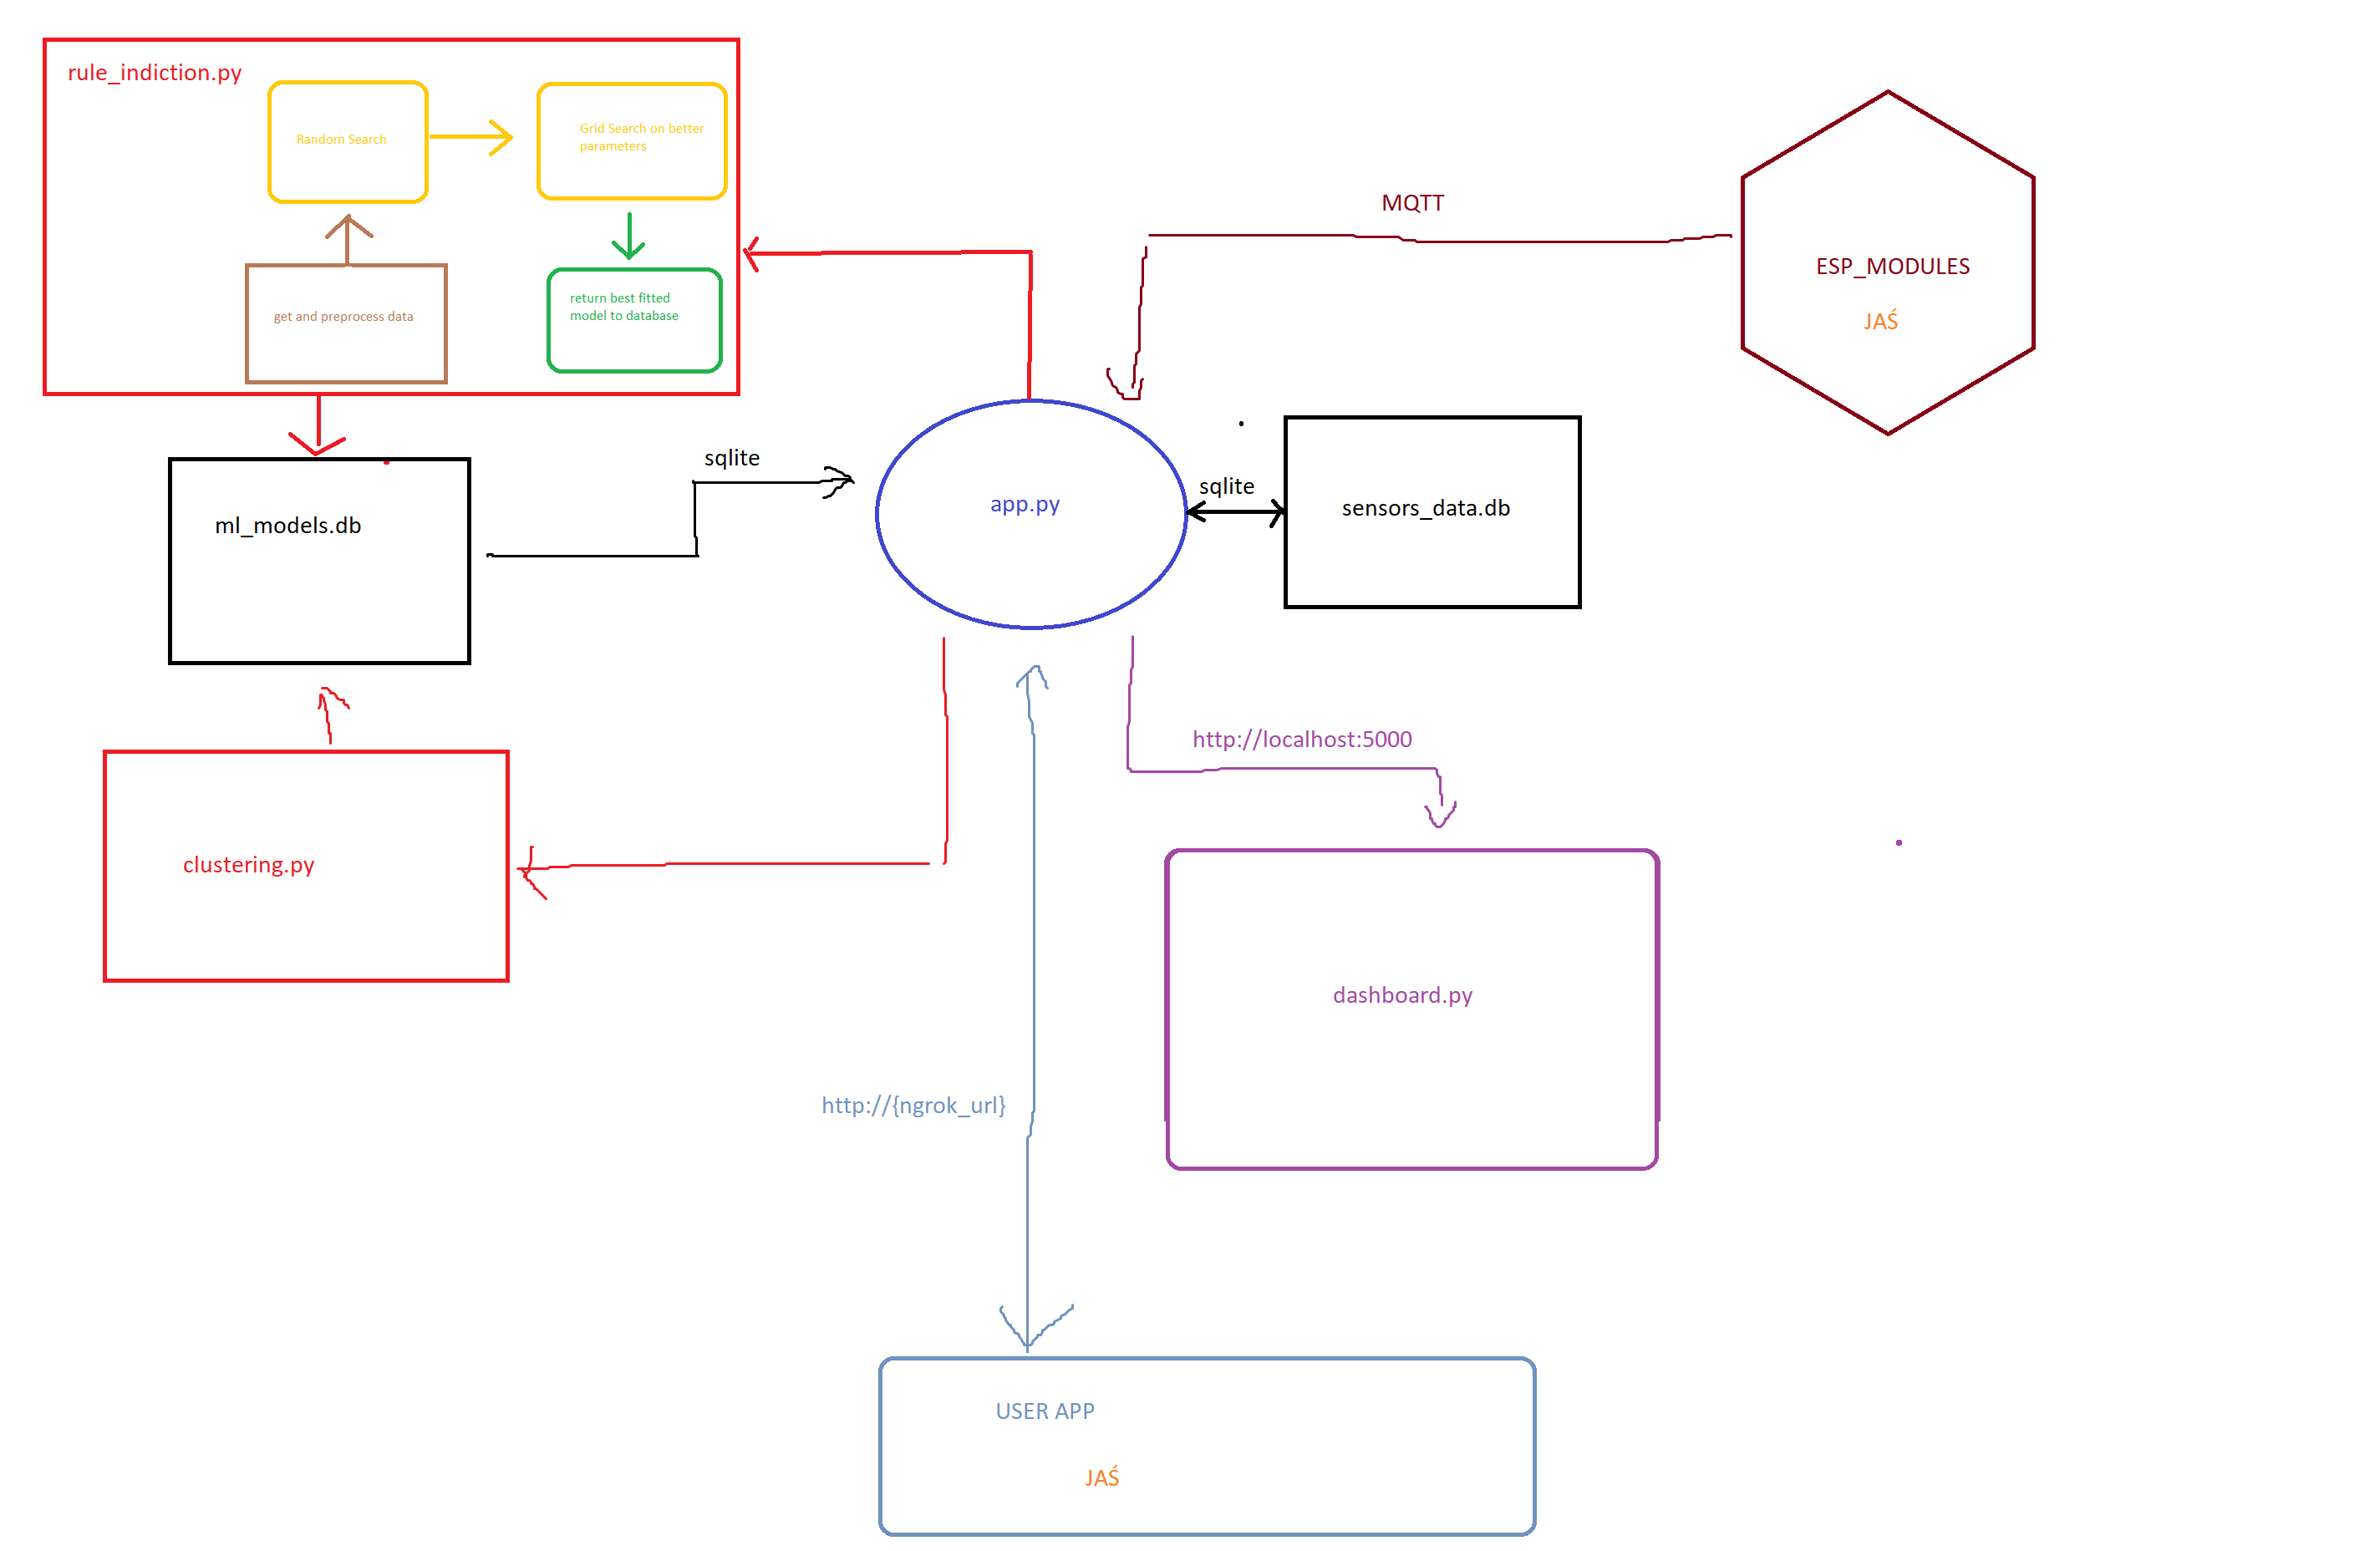 rule_indiction.py
Random Search
Grid Search on better
parameters
get and preprocess data
return best fitted
model to database
MQTT
ESP_MODULES
JAŚ
sqlite
ml_models.db
app.py
sqlite
sensors_data.db
http://localhost:5000
clustering.py
dashboard.py
http://{ngrok_url}
USER APP
JAŚ